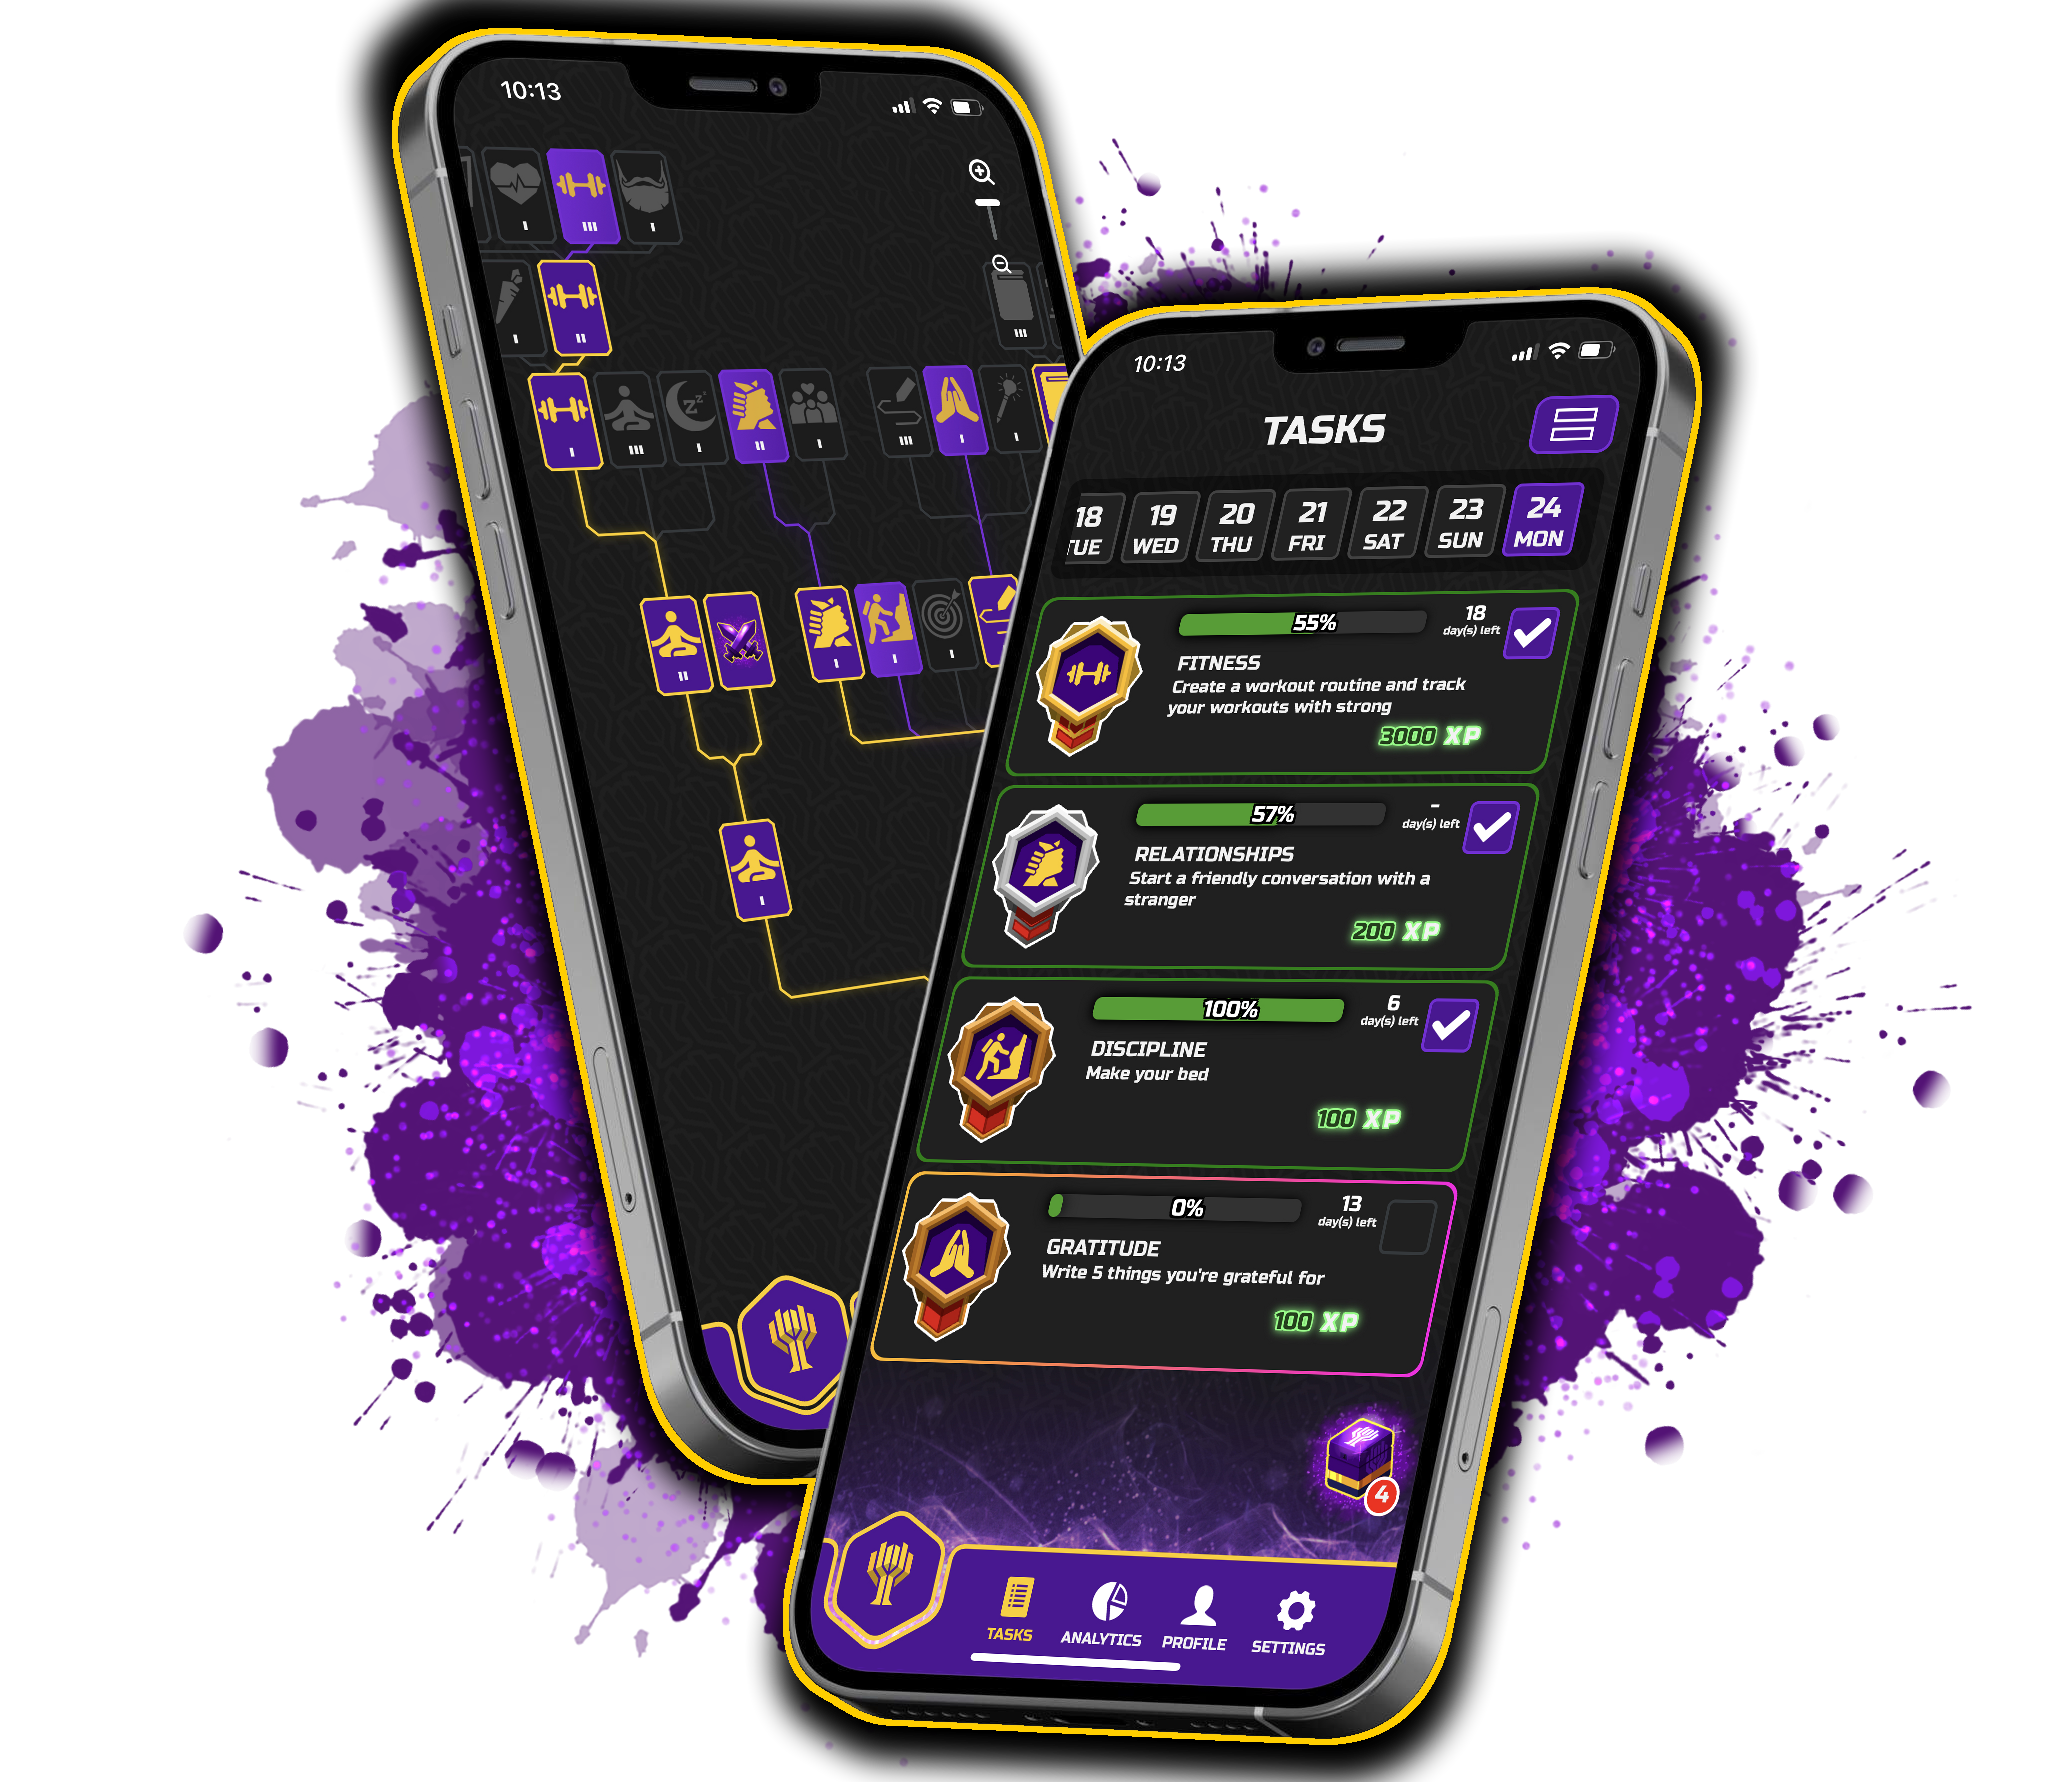 10:13
I
III
I
I
II
III
I
III
I
II
I
III
I
I
II
I
I
I
I
10:13
TASKS
18 19 20 21 22 23 24
TUE WED THU FRI SAT SUN MON
55%
18
day(s) left
FITNESS
Create a workout routine and track
your workouts with strong
3000 XP
57%
-
day(s) left
RELATIONSHIPS
Start a friendly conversation with a
stranger
200 XP
100%
6
day(s) left
DISCIPLINE
Make your bed
100 XP
0%
13
day(s) left
GRATITUDE
Write 5 things you're grateful for
100 XP
4
TASKS ANALYTICS PROFILE SETTINGS